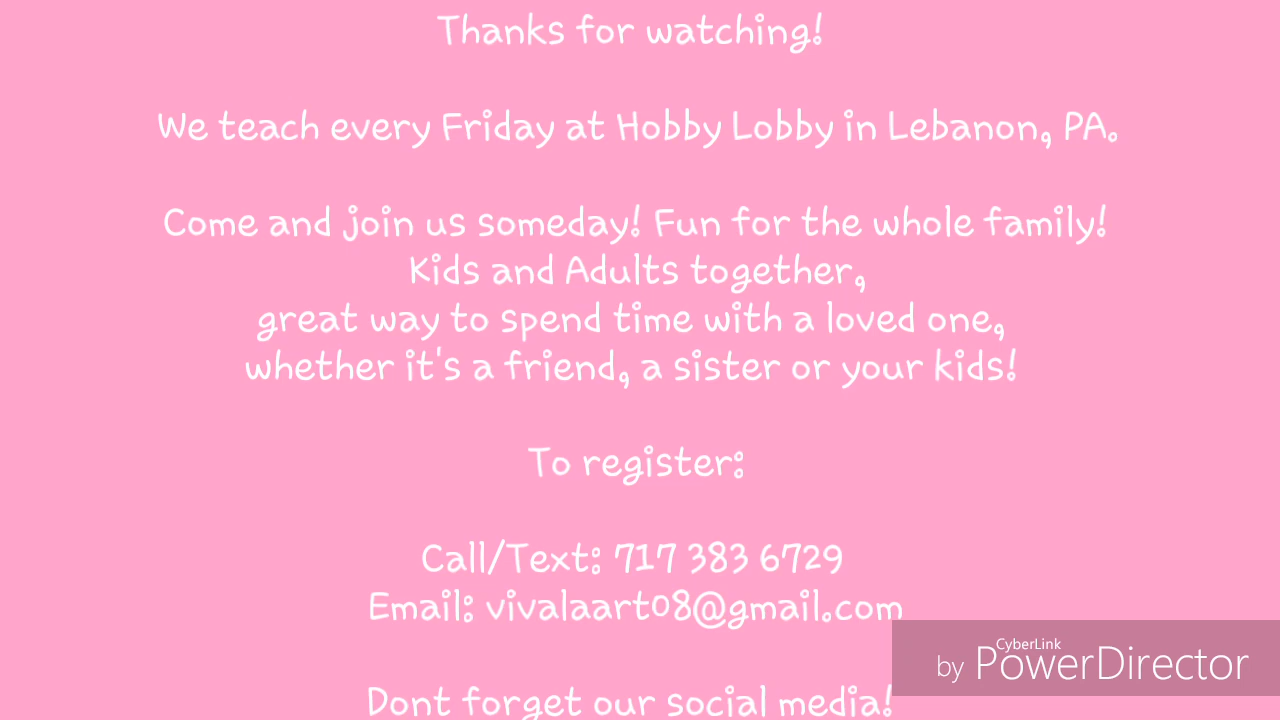 Thanks for watching!
We teach every Friday at Hobby Lobby in Lebanon, PA.
Come and join us someday! Fun for the whole family!
Kids and Adults together,
great way to spend time with a loved one,
whether it's a friend, a sister or your kids!
To register:
Call/Text: 717 383 6729
Email: vivalaart08@gmail.com
CyberLink
by PowerDirector
Dont forget our social media!